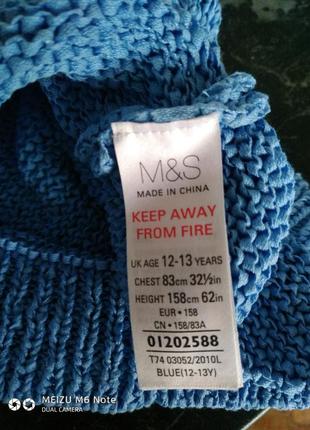 M&S
MADE IN CHINA
KEEP AWAY
FROM FIRE
UK AGE 12-13 YEARS
CHEST 83cm 32½in
HEIGHT 158cm 62in
EUR • 158
CN • 158/83A
01202588
T74 03052/2010L
BLUE(12-13Y)
MEIZU M6 Note
DUAL CAMERA